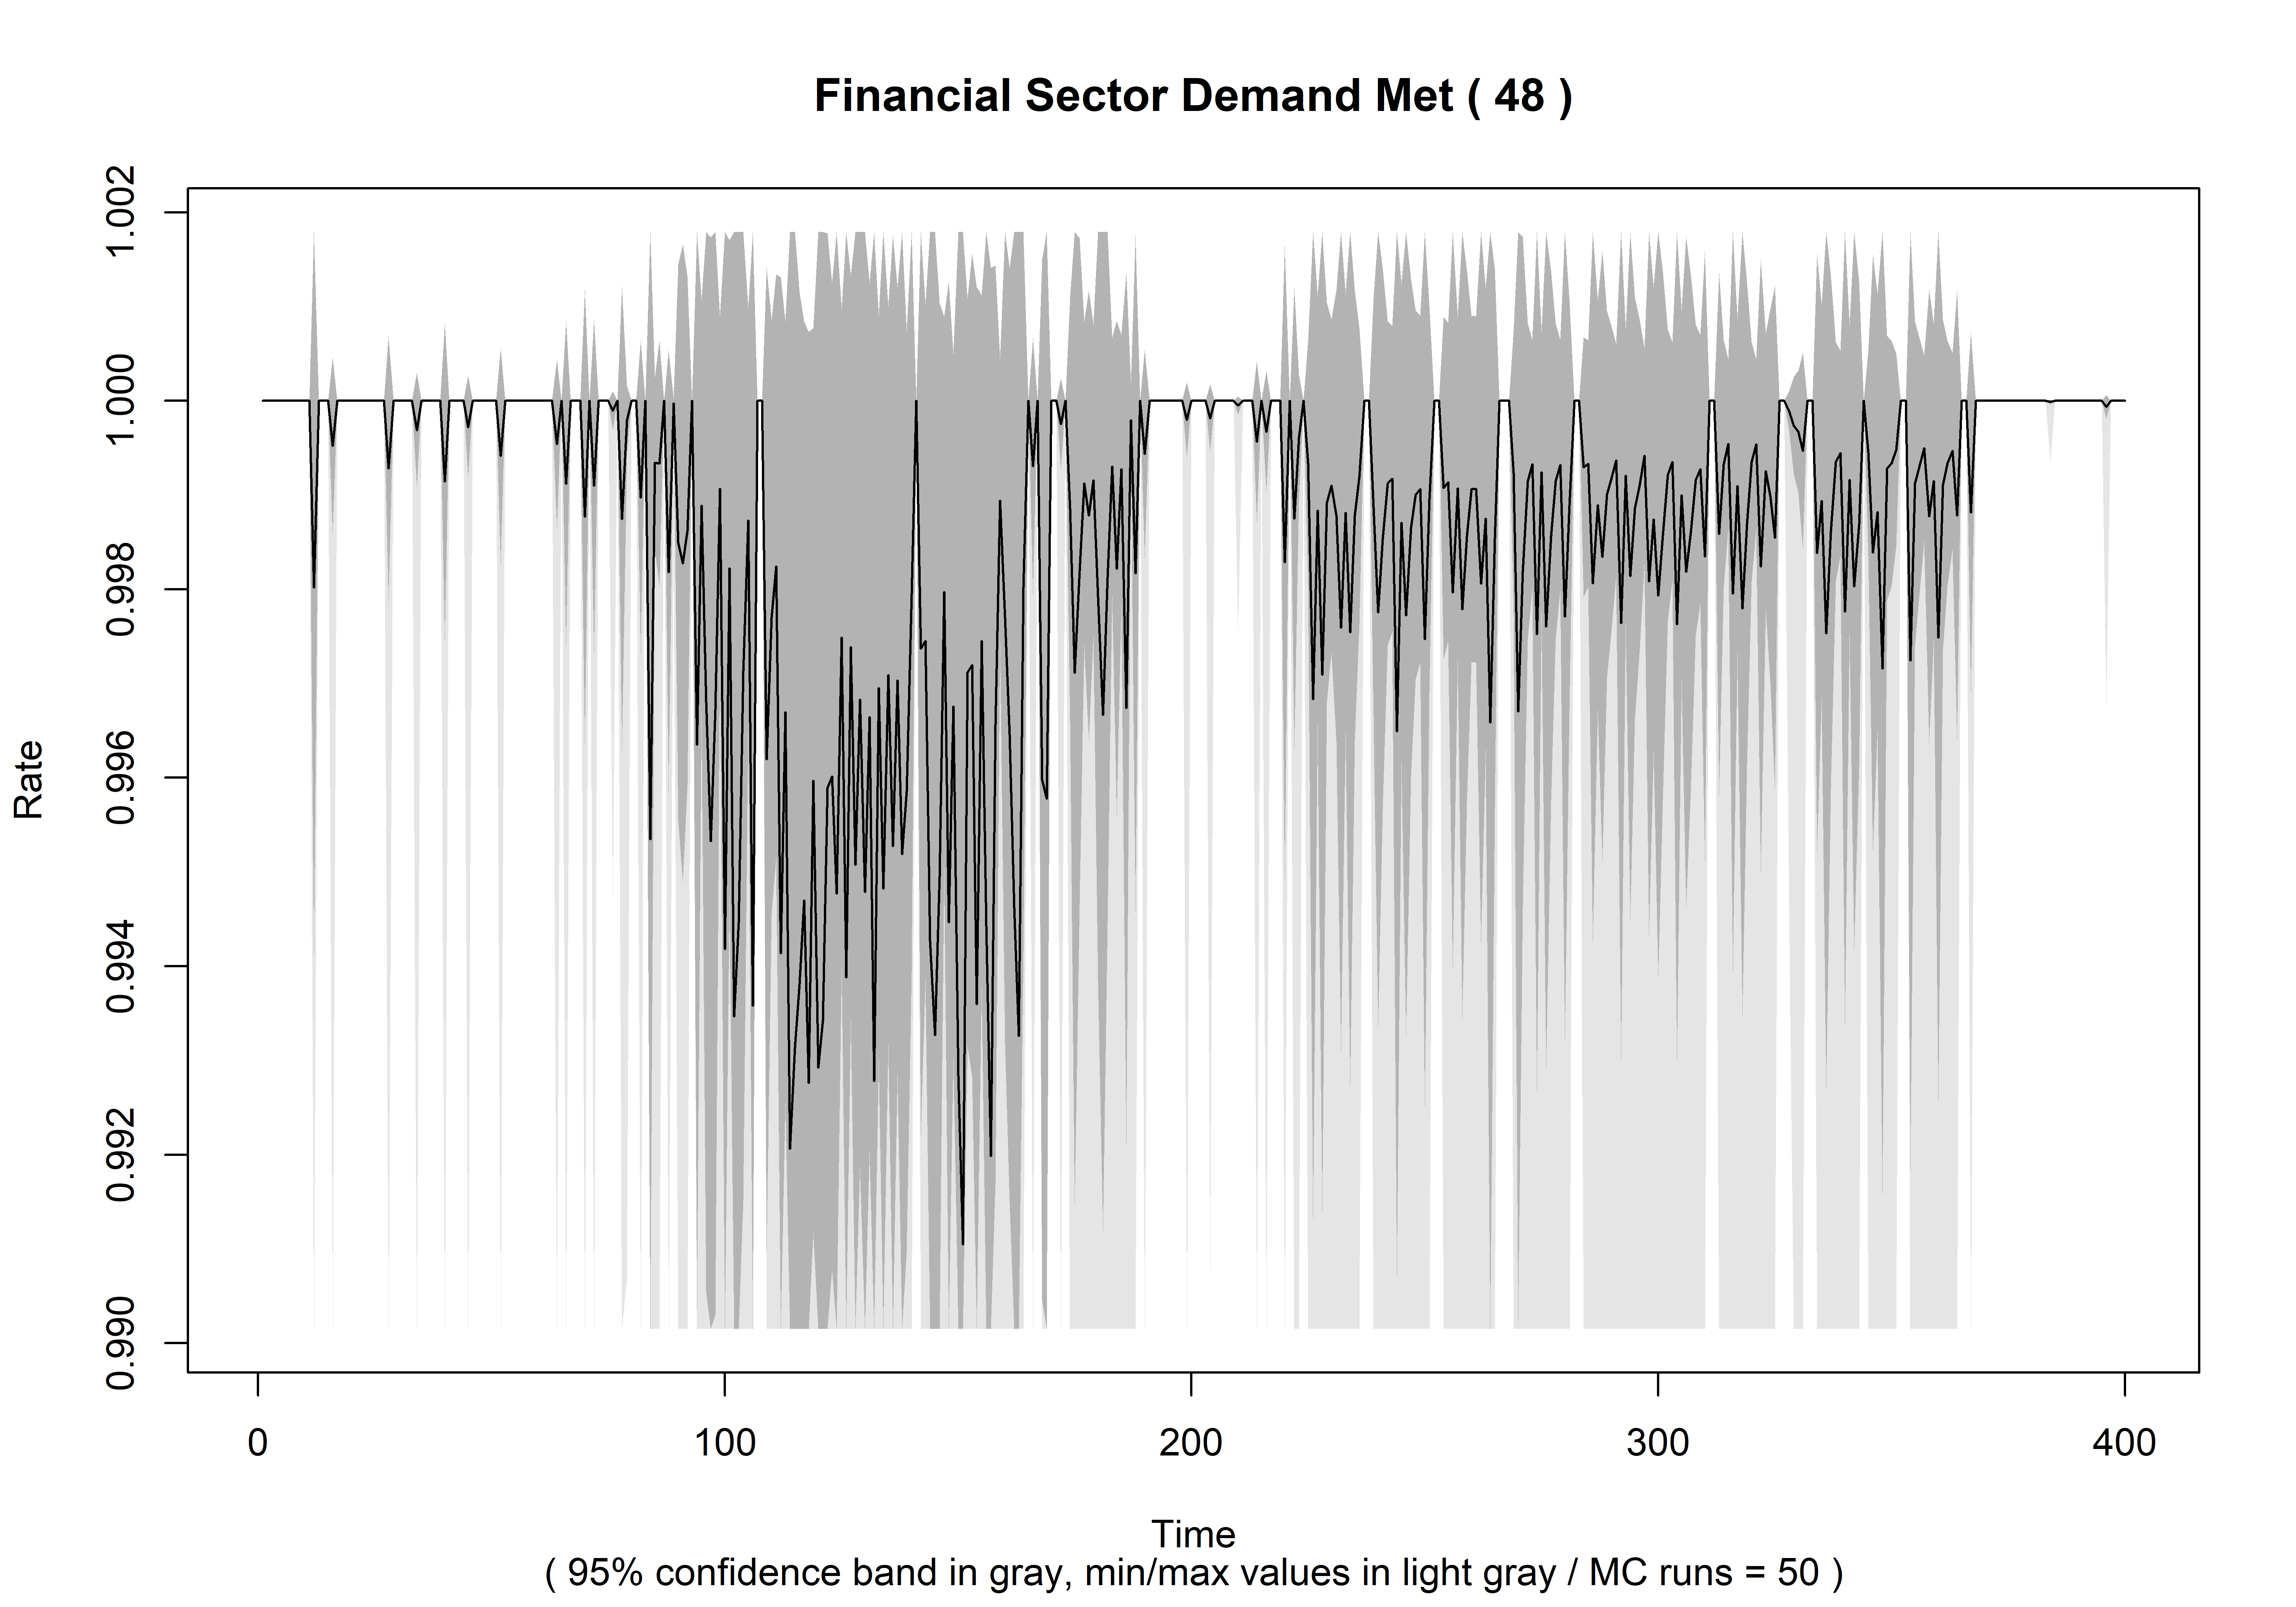 Financial Sector Demand Met ( 48 )
1.002
1.000
0.998
0.996
0.994
0.992
0.990
Rate
0 100 200 300 400
Time
( 95% confidence band in gray, min/max values in light gray / MC runs = 50 )